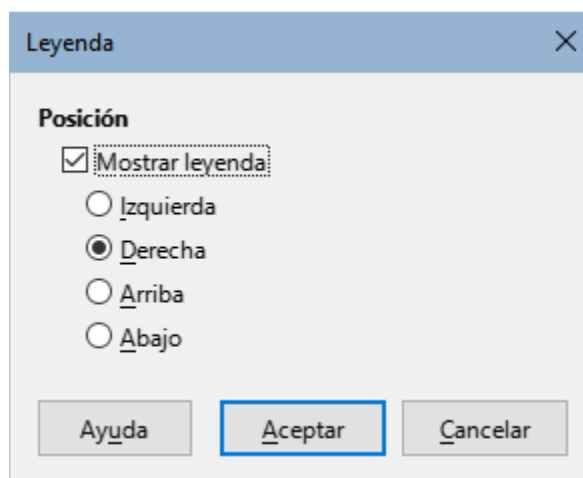 Leyenda
Posición
Mostrar leyenda
Izquierda
Derecha
Arriba
Abajo
Ayuda Aceptar Cancelar